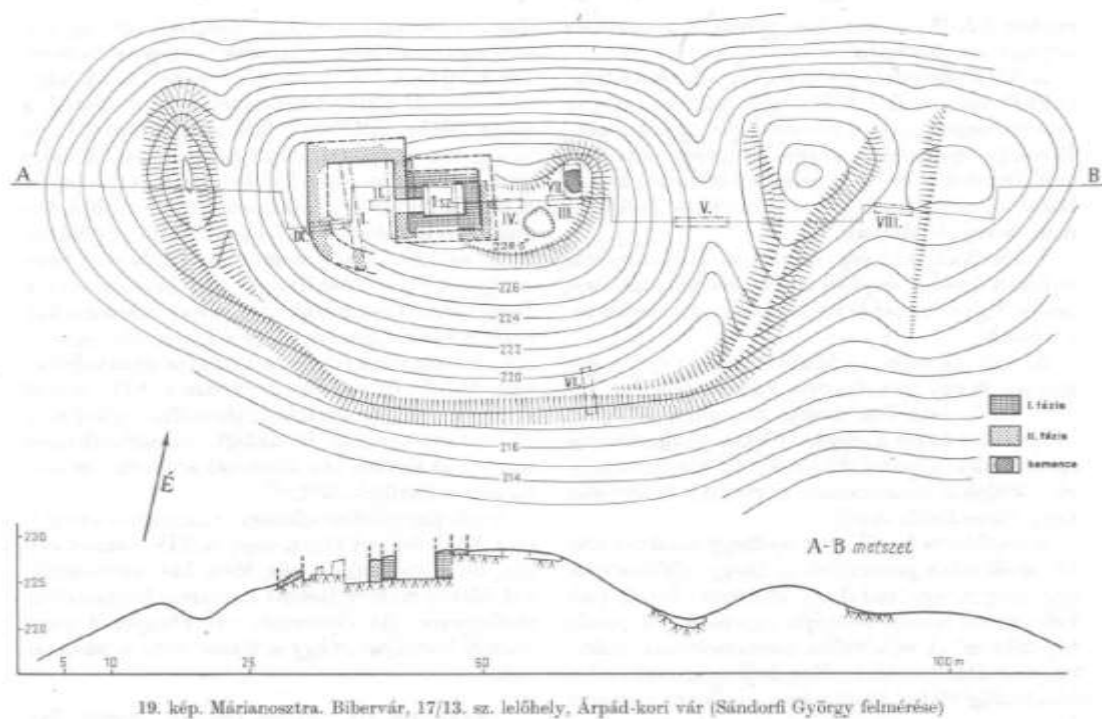 A
B
I.
II.
I.sz.
IV.
VII.
III.
V.
VIII.
IX.
228.5
226
224
222
220
VI.
216
214
I. fázis
II. fázis
kemence
É
230
225
220
A-B metszet
5 10 25 50 100 m
19. kép. Márianosztra. Bibervár, 17/13. sz. lelőhely, Árpád-kori vár (Sándorfi György felmérése)